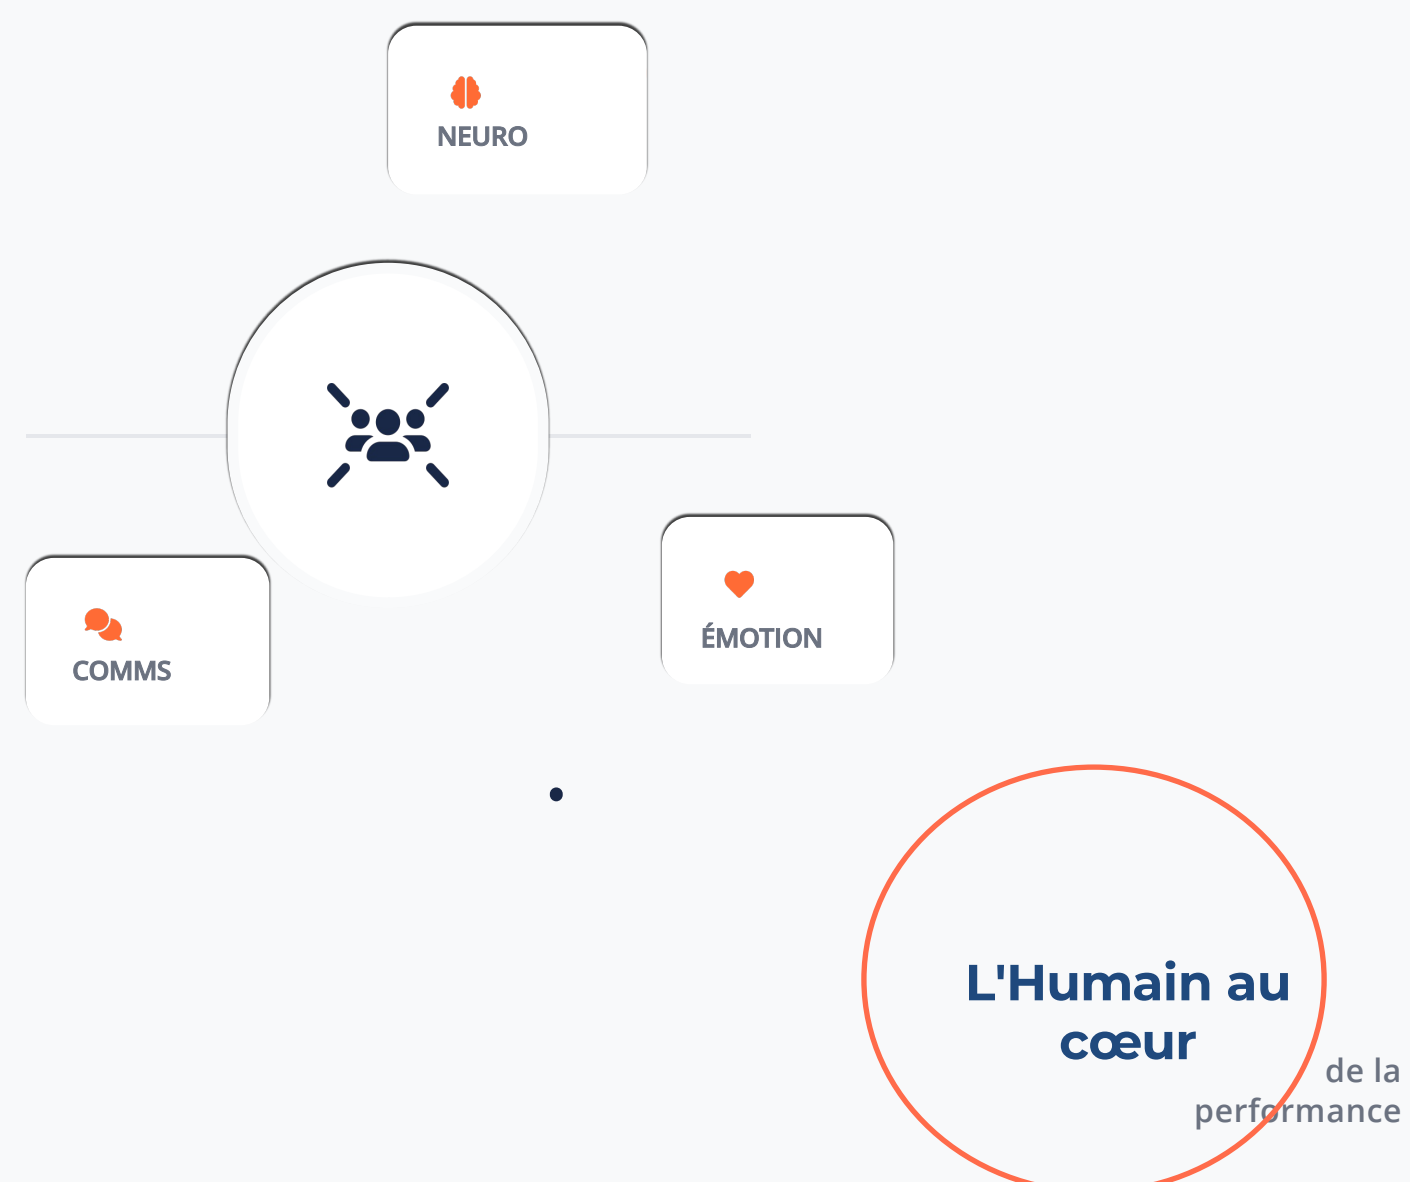 NEURO
ÉMOTION
COMMS
L'Humain au
cœur
de la
performance